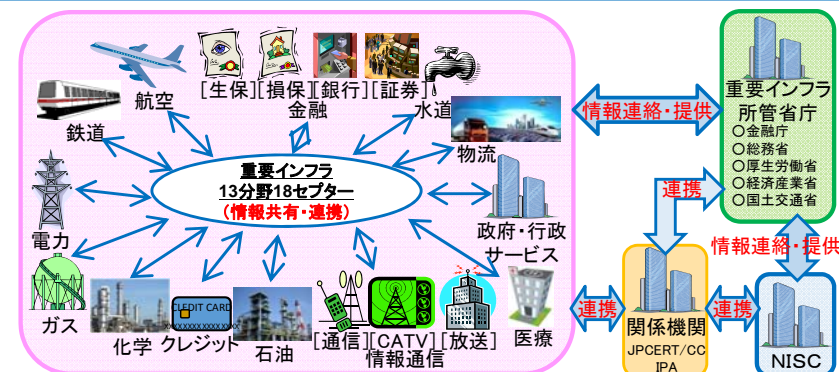 [生保][損保][銀行][証券]
金融
航空
水道
鉄道
物流
重要インフラ
13分野18セプター
(情報共有・連携)
電力
政府・行政
サービス
ガス
化学
CREDIT CARD
クレジット
石油
[通信][CATV][放送]
情報通信
医療
情報連絡・提供
重要インフラ
所管省庁
○金融庁
○総務省
○厚生労働省
○経済産業省
○国土交通省
連携
情報連絡・提供
連携
関係機関
JPCERT/CC
IPA
連携
NISC